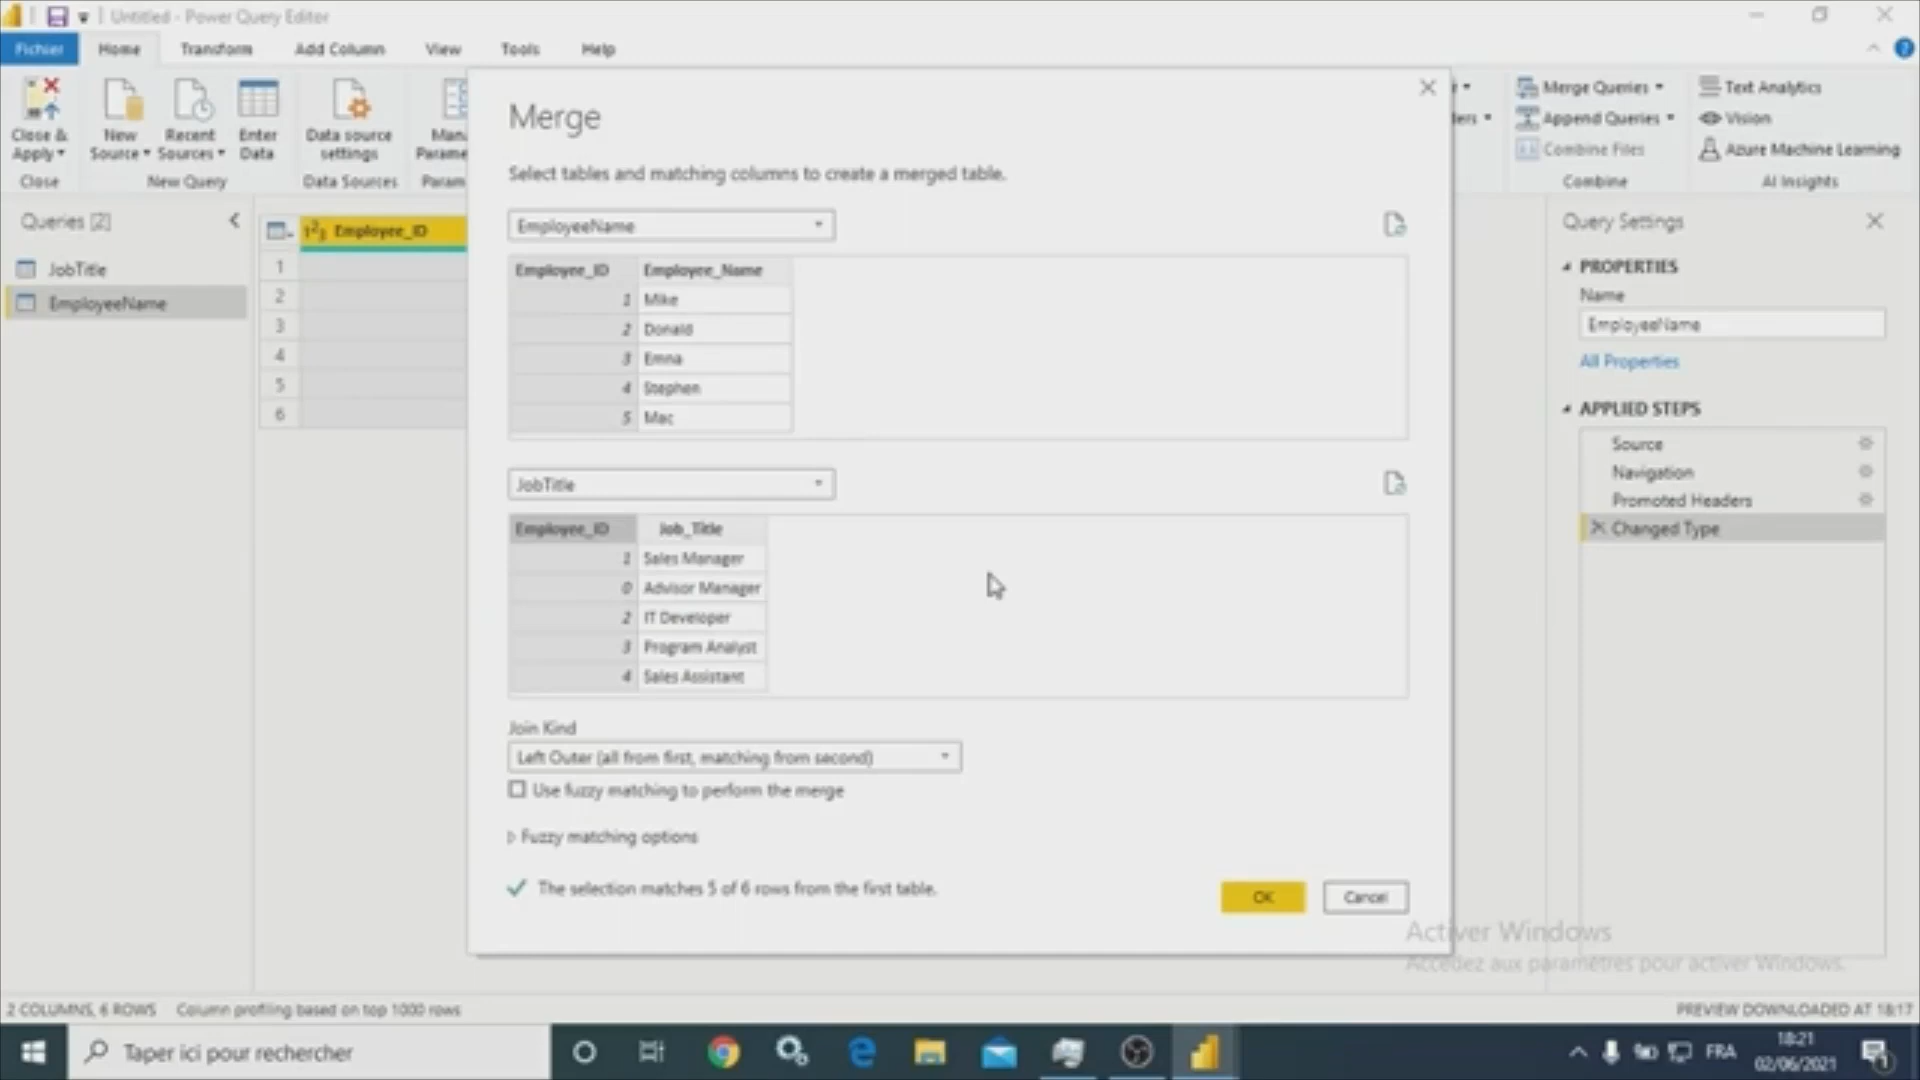 Untitled - Power Query Editor
Fichier Home Transform Add Column View Tools Help
Close & Apply
New Source
Recent Sources
Enter Data
Data source settings
Close
New Query
Data Sources
Param
Merge Queries
Append Queries
Combine Files
Combine
Text Analytics
Vision
Azure Machine Learning
AI Insights
Queries [2]
JobTitle
EmployeeName
Employee_ID
1
2
3
4
5
6
Merge
Select tables and matching columns to create a merged table.
EmployeeName
Employee_ID Employee_Name
1 Mike
2 Donald
3 Emna
4 Stephen
5 Mac
JobTitle
Employee_ID Job_Title
1 Sales Manager
0 Advisor Manager
2 IT Developer
3 Program Analyst
4 Sales Assistant
Join Kind
Left Outer (all from first, matching from second)
Use fuzzy matching to perform the merge
Fuzzy matching options
The selection matches 5 of 6 rows from the first table.
OK Cancel
Query Settings
PROPERTIES
Name
EmployeeName
All Properties
APPLIED STEPS
Source
Navigation
Promoted Headers
Changed Type
Activer Windows
Accédez aux paramètres pour activer Windows.
2 COLUMNS, 6 ROWS Column profiling based on top 1000 rows
PREVIEW DOWNLOADED AT 18:17
Taper ici pour rechercher
FRA
18:21
02/06/2021